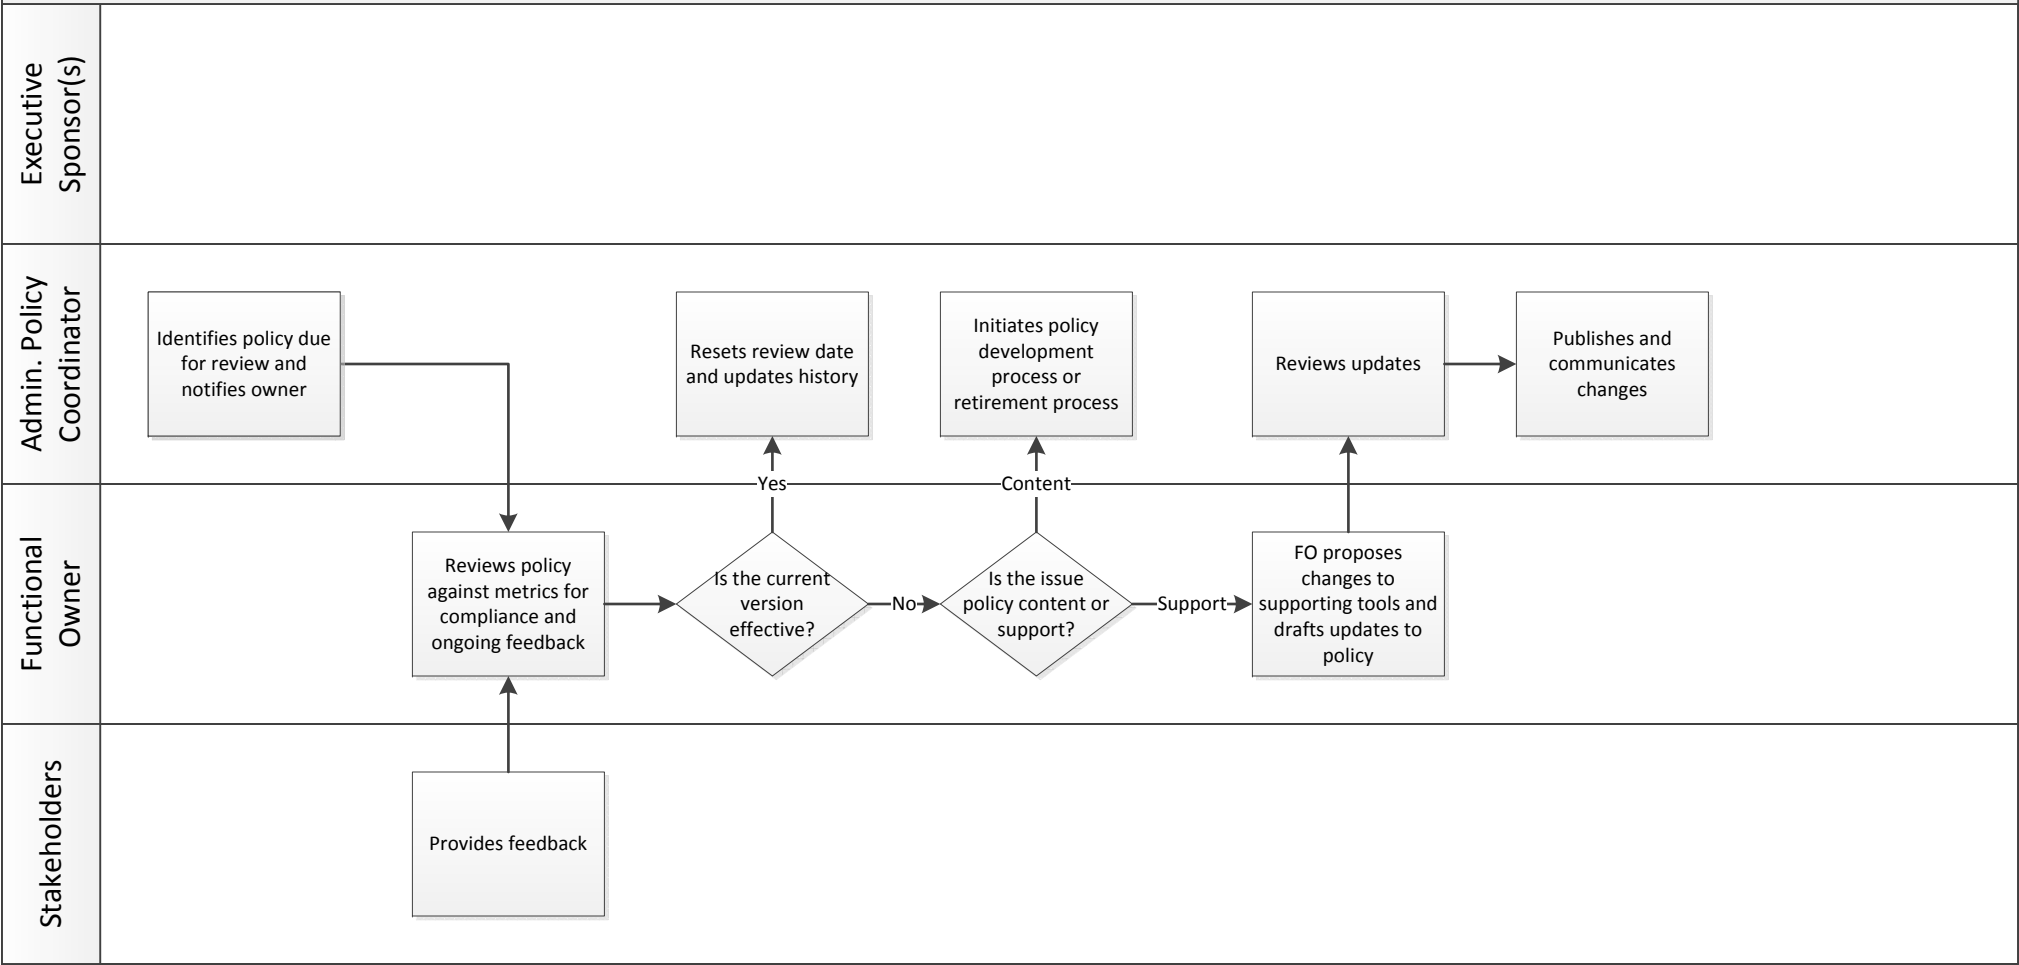 Executive
Sponsor(s)
Admin. Policy
Coordinator
Identifies policy due
for review and
notifies owner
Resets review date
and updates history
Initiates policy
development
process or
retirement process
Reviews updates
Publishes and
communicates
changes
Yes
Content
Functional
Owner
Reviews policy
against metrics for
compliance and
ongoing feedback
Is the current
version
effective?
No
Is the issue
policy content or
support?
Support
FO proposes
changes to
supporting tools and
drafts updates to
policy
Stakeholders
Provides feedback